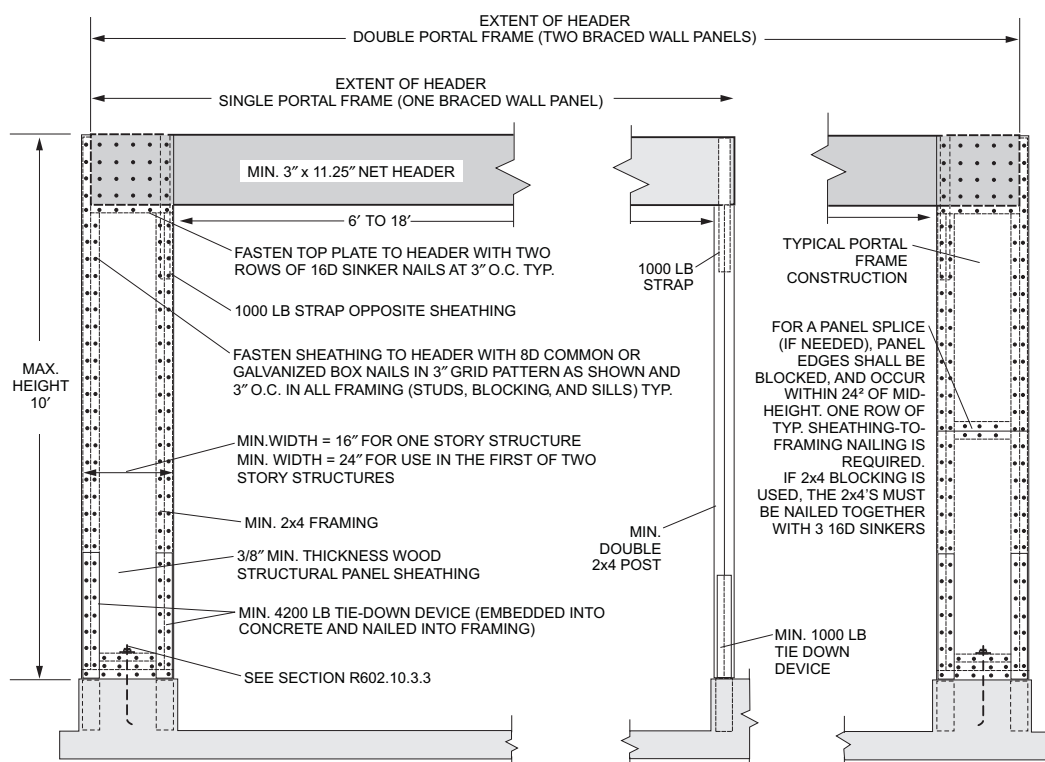 EXTENT OF HEADER
DOUBLE PORTAL FRAME (TWO BRACED WALL PANELS)
EXTENT OF HEADER
SINGLE PORTAL FRAME (ONE BRACED WALL PANEL)
MIN. 3″ x 11.25″ NET HEADER
6′ TO 18′
FASTEN TOP PLATE TO HEADER WITH TWO
ROWS OF 16D SINKER NAILS AT 3″ O.C. TYP.
1000 LB STRAP OPPOSITE SHEATHING
FASTEN SHEATHING TO HEADER WITH 8D COMMON OR
GALVANIZED BOX NAILS IN 3″ GRID PATTERN AS SHOWN AND
3″ O.C. IN ALL FRAMING (STUDS, BLOCKING, AND SILLS) TYP.
MAX.
HEIGHT
10′
MIN.WIDTH = 16″ FOR ONE STORY STRUCTURE
MIN. WIDTH = 24″ FOR USE IN THE FIRST OF TWO
STORY STRUCTURES
MIN. 2x4 FRAMING
3/8″ MIN. THICKNESS WOOD
STRUCTURAL PANEL SHEATHING
MIN. 4200 LB TIE-DOWN DEVICE (EMBEDDED INTO
CONCRETE AND NAILED INTO FRAMING)
SEE SECTION R602.10.3.3
1000 LB
STRAP
MIN.
DOUBLE
2x4 POST
MIN. 1000 LB
TIE DOWN
DEVICE
TYPICAL PORTAL
FRAME
CONSTRUCTION
FOR A PANEL SPLICE
(IF NEEDED), PANEL
EDGES SHALL BE
BLOCKED, AND OCCUR
WITHIN 24² OF MID-
HEIGHT. ONE ROW OF
TYP. SHEATHING-TO-
FRAMING NAILING IS
REQUIRED.
IF 2x4 BLOCKING IS
USED, THE 2x4'S MUST
BE NAILED TOGETHER
WITH 3 16D SINKERS